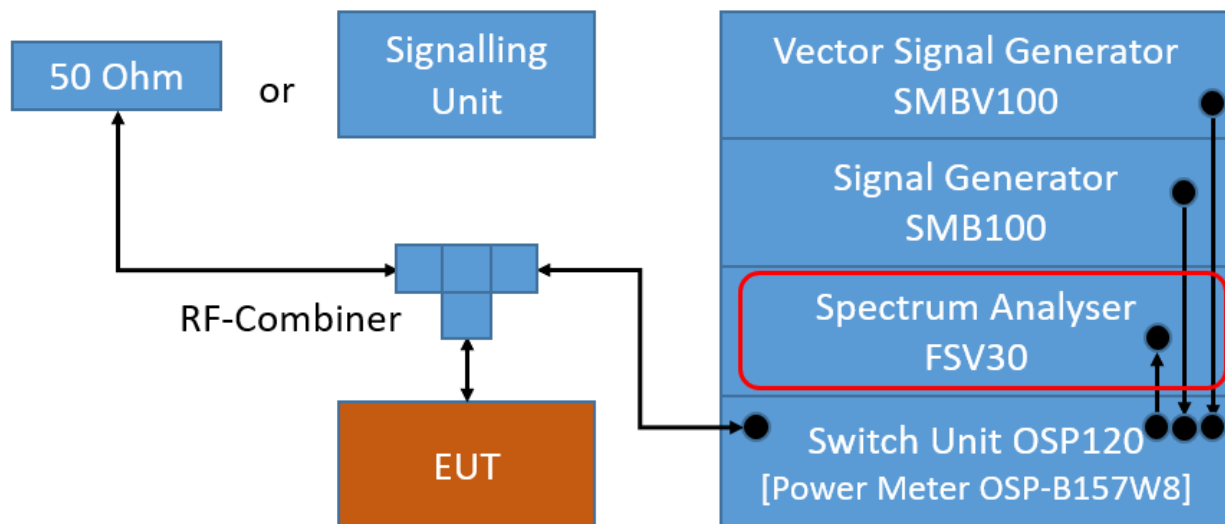 50 Ohm
or
Signalling
Unit
Vector Signal Generator
SMBV100
Signal Generator
SMB100
Spectrum Analyser
FSV30
RF-Combiner
EUT
Switch Unit OSP120
[Power Meter OSP-B157W8]